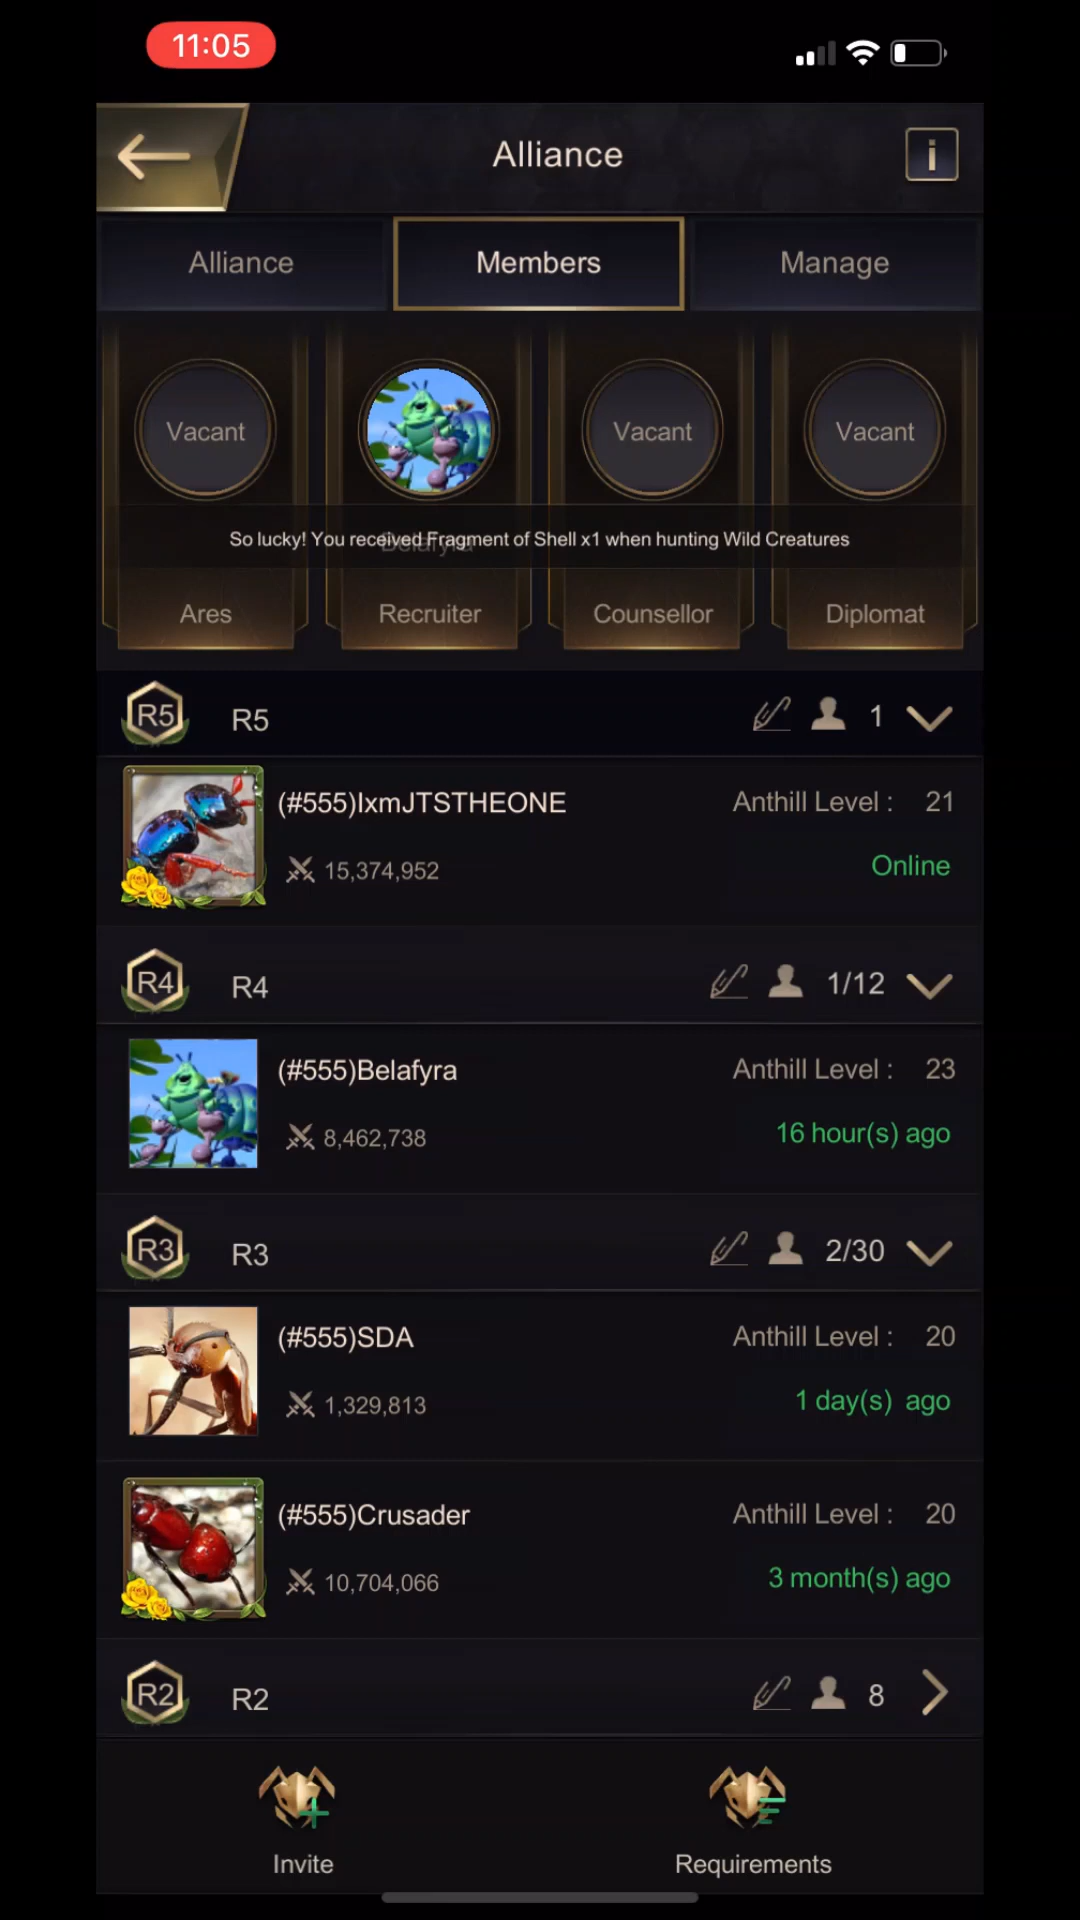 11:05
Alliance
Alliance Members Manage
Vacant Vacant Vacant
So lucky! You received Fragment of Shell x1 when hunting Wild Creatures
Belafyra
Ares Recruiter Counsellor Diplomat
R5 R5 1
(#555)IxmJTSTHEONE Anthill Level : 21
15,374,952 Online
R4 R4 1/12
(#555)Belafyra Anthill Level : 23
8,462,738 16 hour(s) ago
R3 R3 2/30
(#555)SDA Anthill Level : 20
1,329,813 1 day(s) ago
(#555)Crusader Anthill Level : 20
10,704,066 3 month(s) ago
R2 R2 8
Invite Requirements